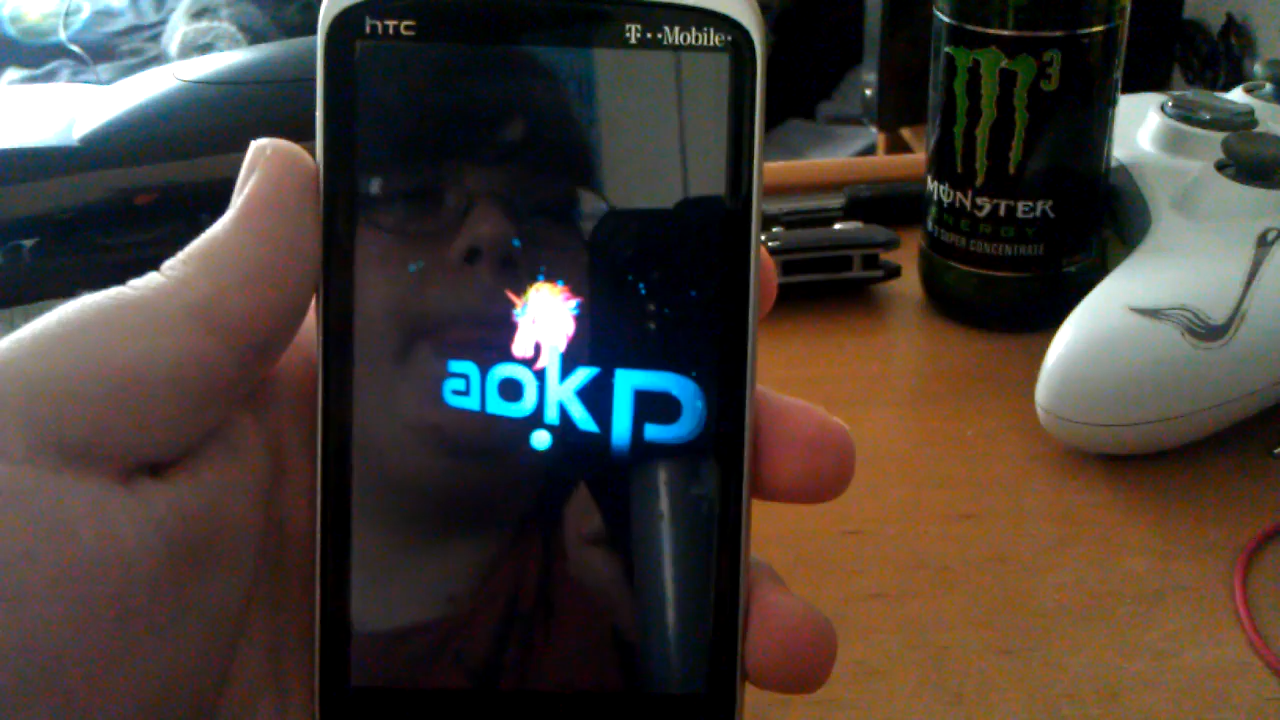 hTC
T··Mobile·
aokp
M3
MONSTER
ENERGY
SUPER CONCENTRATE